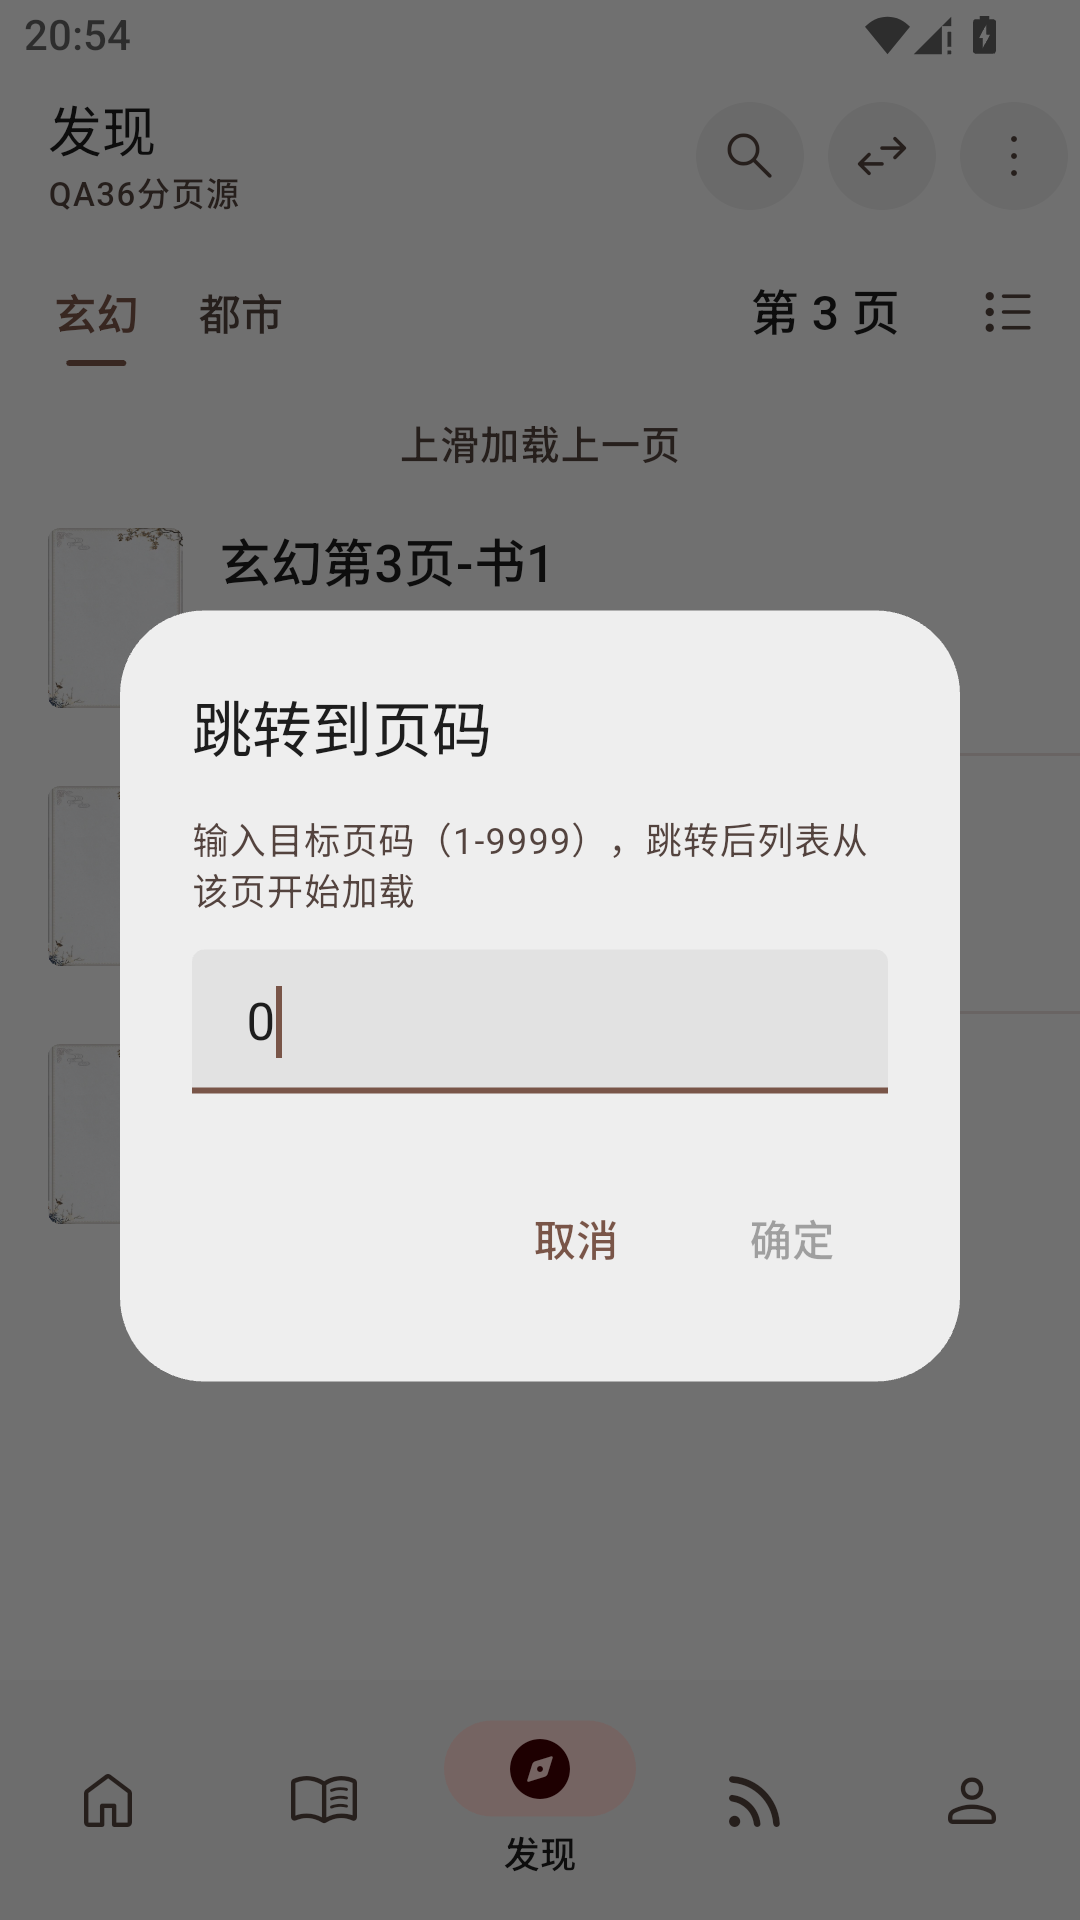 20:54
发现
QA36分页源
玄幻 都市 第 3 页
上滑加载上一页
玄幻第3页-书1
跳转到页码
输入目标页码（1-9999），跳转后列表从
该页开始加载
0
取消 确定
发现